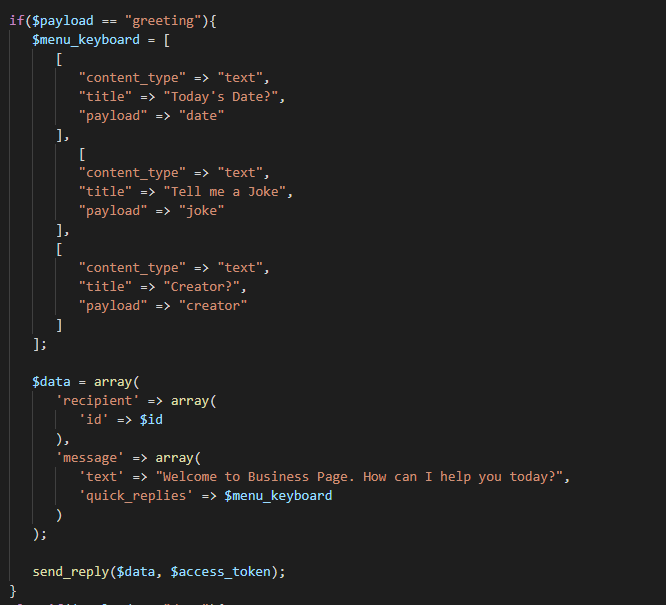 if($payload == "greeting"){
$menu_keyboard = [
[
"content_type" => "text",
"title" => "Today's Date?",
"payload" => "date"
],
[
"content_type" => "text",
"title" => "Tell me a Joke",
"payload" => "joke"
],
[
"content_type" => "text",
"title" => "Creator?",
"payload" => "creator"
]
];
$data = array(
'recipient' => array(
'id' => $id
),
'message' => array(
'text' => "Welcome to Business Page. How can I help you today?",
'quick_replies' => $menu_keyboard
)
);
send_reply($data, $access_token);
}